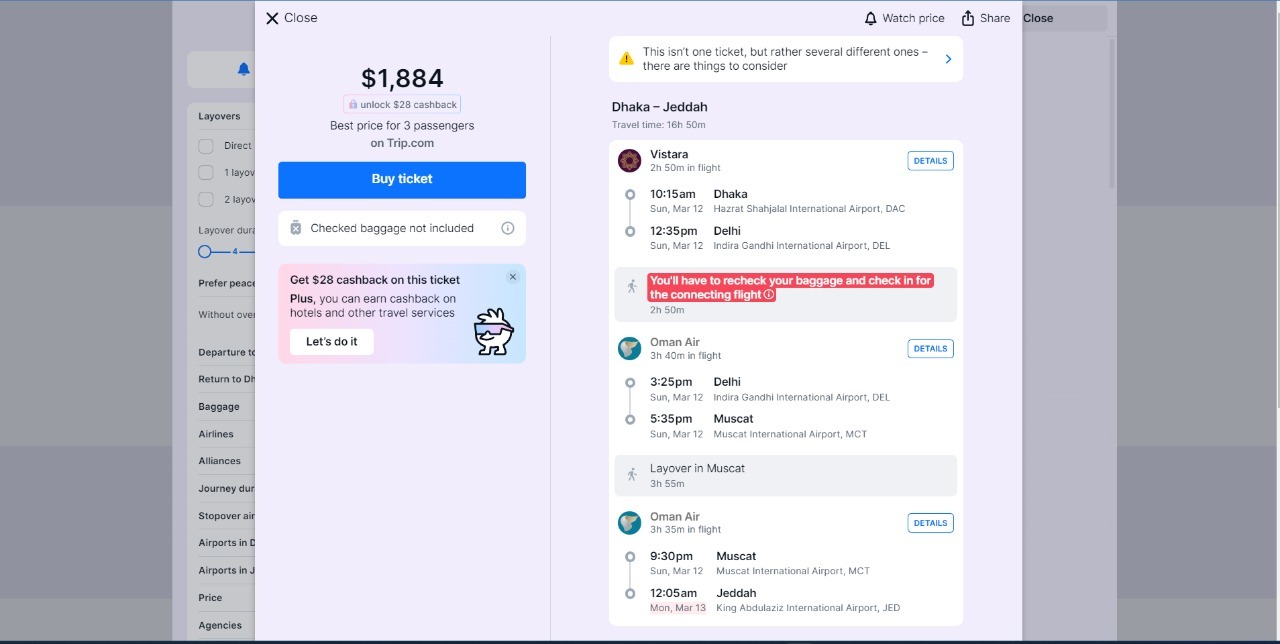 Close
Watch price
Share
Close
$1,884
unlock $28 cashback
Best price for 3 passengers
on Trip.com
Buy ticket
Checked baggage not included
Get $28 cashback on this ticket
Plus, you can earn cashback on
hotels and other travel services
Let's do it
Layovers
Direct
1 layov
2 layov
Layover dura
4
Prefer peace
Without over
Departure to
Return to Dh
Baggage
Airlines
Alliances
Journey dur
Stopover air
Airports in D
Airports in J
Price
Agencies
This isn't one ticket, but rather several different ones –
there are things to consider
Dhaka – Jeddah
Travel time: 16h 50m
Vistara
2h 50m in flight
DETAILS
10:15am Dhaka
Sun, Mar 12 Hazrat Shahjalal International Airport, DAC
12:35pm Delhi
Sun, Mar 12 Indira Gandhi International Airport, DEL
You'll have to recheck your baggage and check in for
the connecting flight
2h 50m
Oman Air
3h 40m in flight
DETAILS
3:25pm Delhi
Sun, Mar 12 Indira Gandhi International Airport, DEL
5:35pm Muscat
Sun, Mar 12 Muscat International Airport, MCT
Layover in Muscat
3h 55m
Oman Air
3h 35m in flight
DETAILS
9:30pm Muscat
Sun, Mar 12 Muscat International Airport, MCT
12:05am Jeddah
Mon, Mar 13 King Abdulaziz International Airport, JED